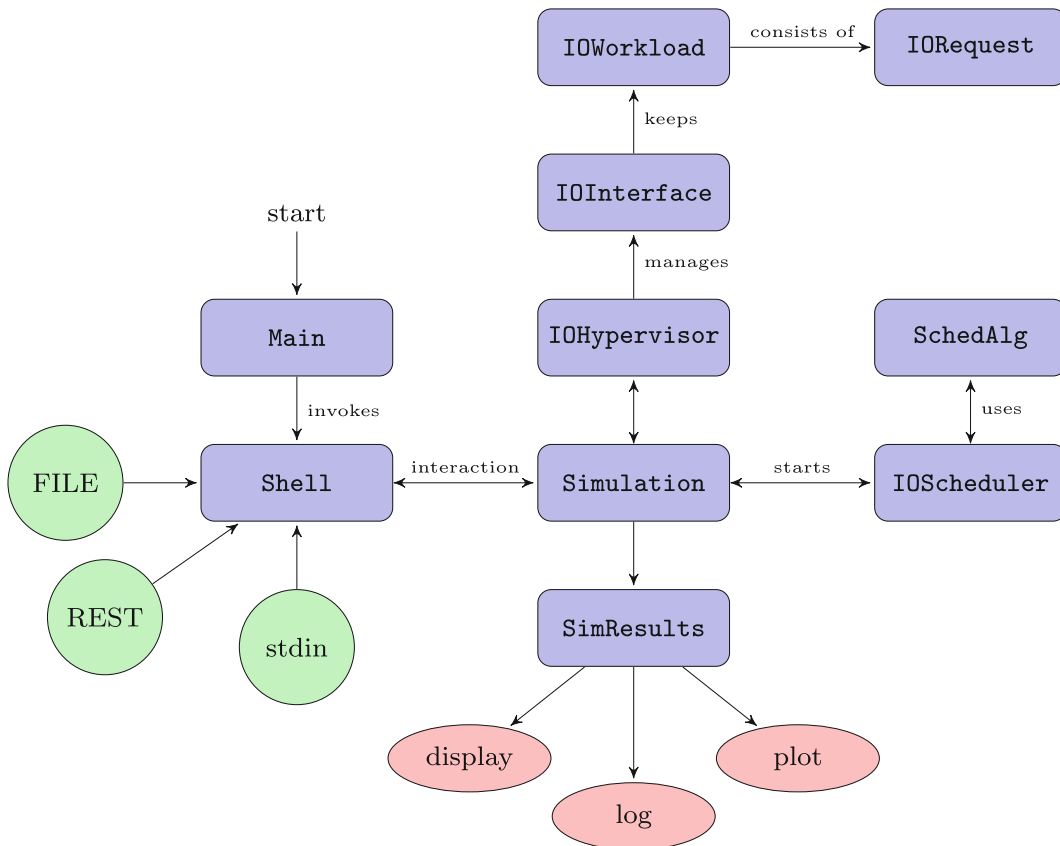 IOWorkload
consists of
IORequest
keeps
IOInterface
start
manages
Main
IOHypervisor
SchedAlg
invokes
uses
FILE
Shell
interaction
Simulation
starts
IOScheduler
REST
stdin
SimResults
display
plot
log